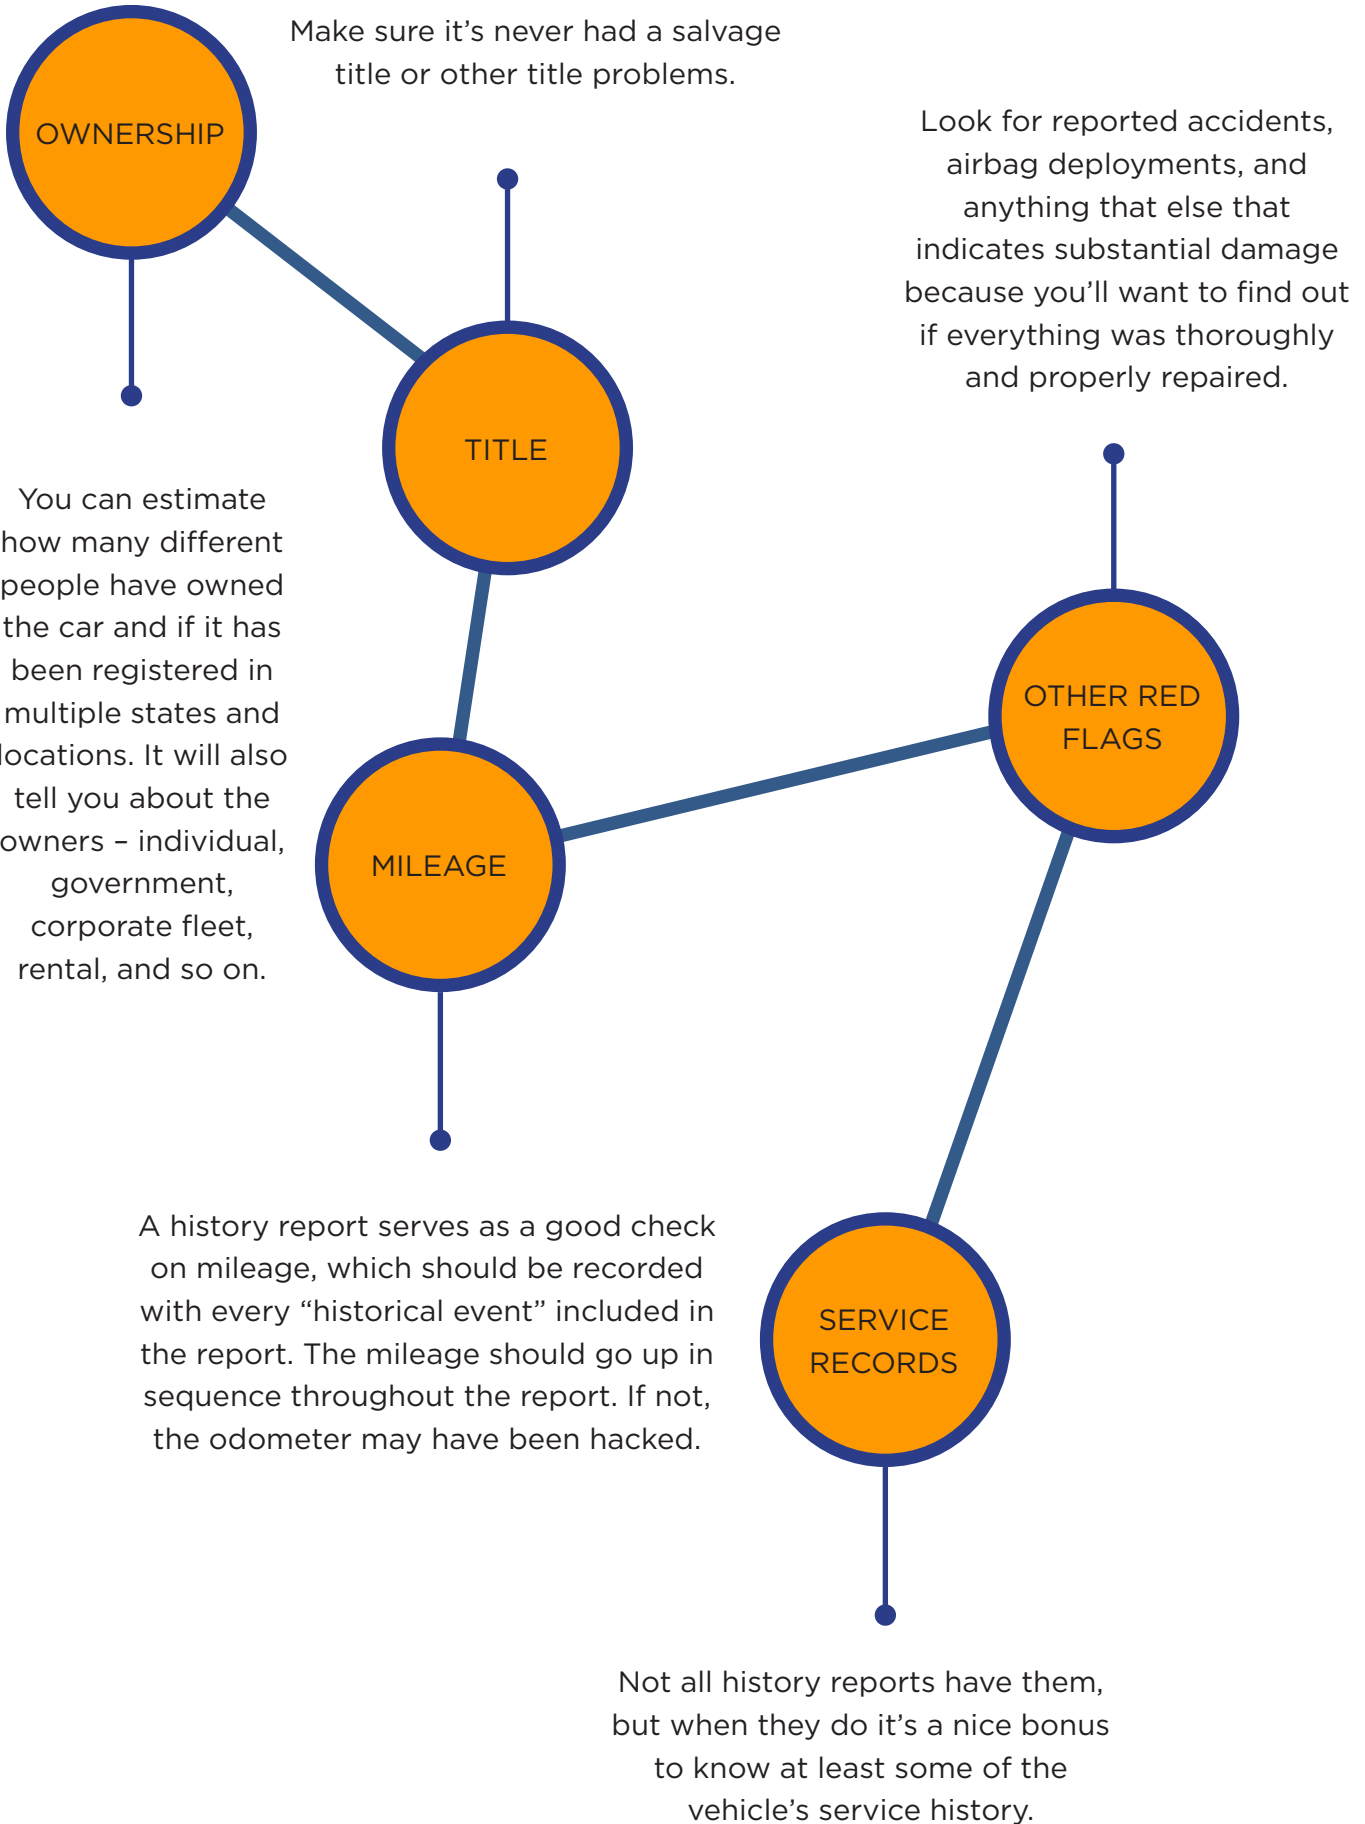 OWNERSHIP
You can estimate
how many different
people have owned
the car and if it has
been registered in
multiple states and
locations. It will also
tell you about the
owners – individual,
government,
corporate fleet,
rental, and so on.
Make sure it’s never had a salvage
title or other title problems.
TITLE
MILEAGE
A history report serves as a good check
on mileage, which should be recorded
with every “historical event” included in
the report. The mileage should go up in
sequence throughout the report. If not,
the odometer may have been hacked.
Look for reported accidents,
airbag deployments, and
anything that else that
indicates substantial damage
because you’ll want to find out
if everything was thoroughly
and properly repaired.
OTHER RED
FLAGS
SERVICE
RECORDS
Not all history reports have them,
but when they do it’s a nice bonus
to know at least some of the
vehicle’s service history.